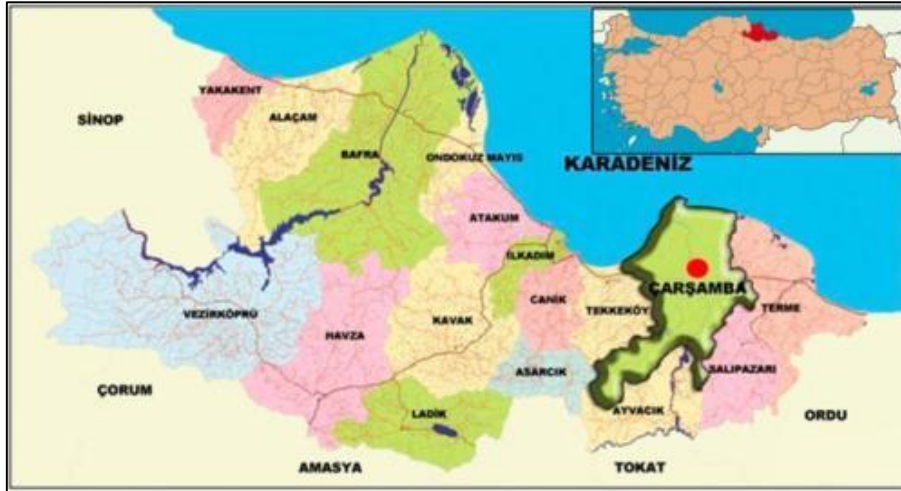 YAKAKENT
SİNOP
ALAÇAM
BAFRA
ONDOKUZ MAYIS
KARADENİZ
ATAKUM
İLKADIM
ÇARŞAMBA
CANİK
TEKKEKÖY
TERME
VEZİRKÖPRÜ
HAVZA
KAVAK
ASARCIK
SALIPAZARI
ÇORUM
LADİK
AYVACIK
ORDU
AMASYA
TOKAT